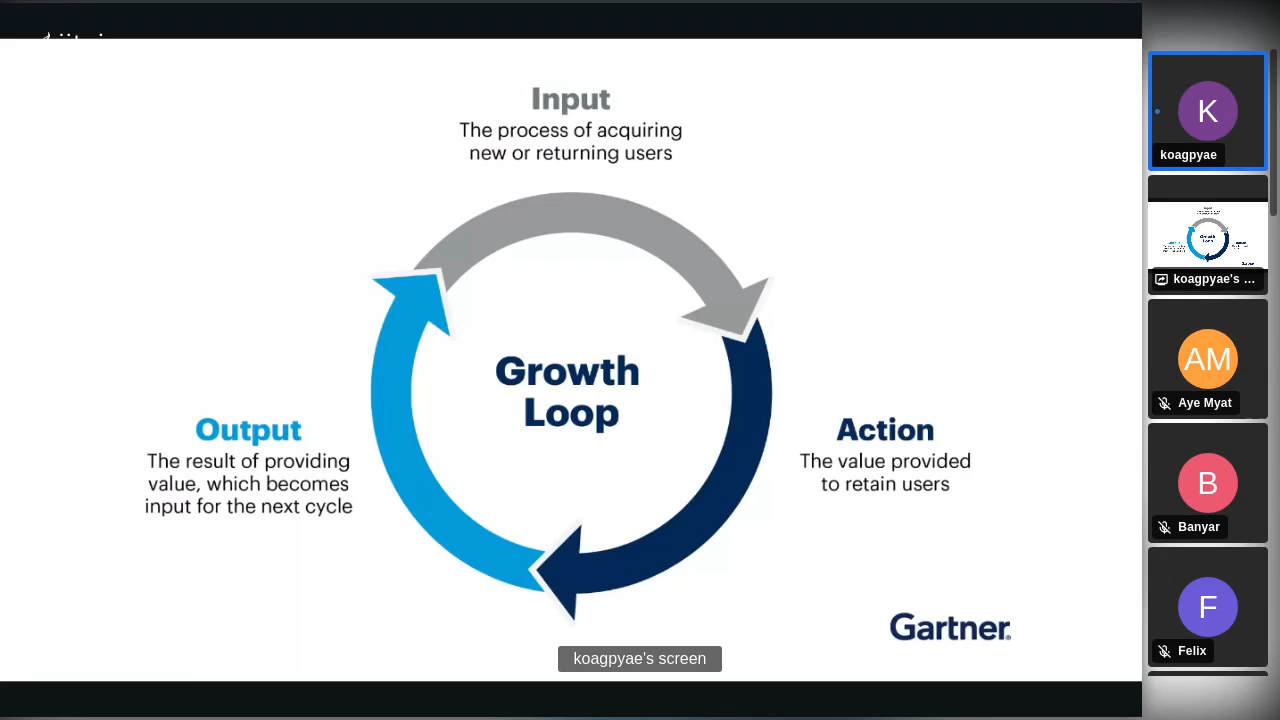 Input
The process of acquiring
new or returning users
Growth
Loop
Output
The result of providing
value, which becomes
input for the next cycle
Action
The value provided
to retain users
Gartner®
koagpyae's screen
K
koagpyae
koagpyae's ...
AM
Aye Myat
B
Banyar
F
Felix